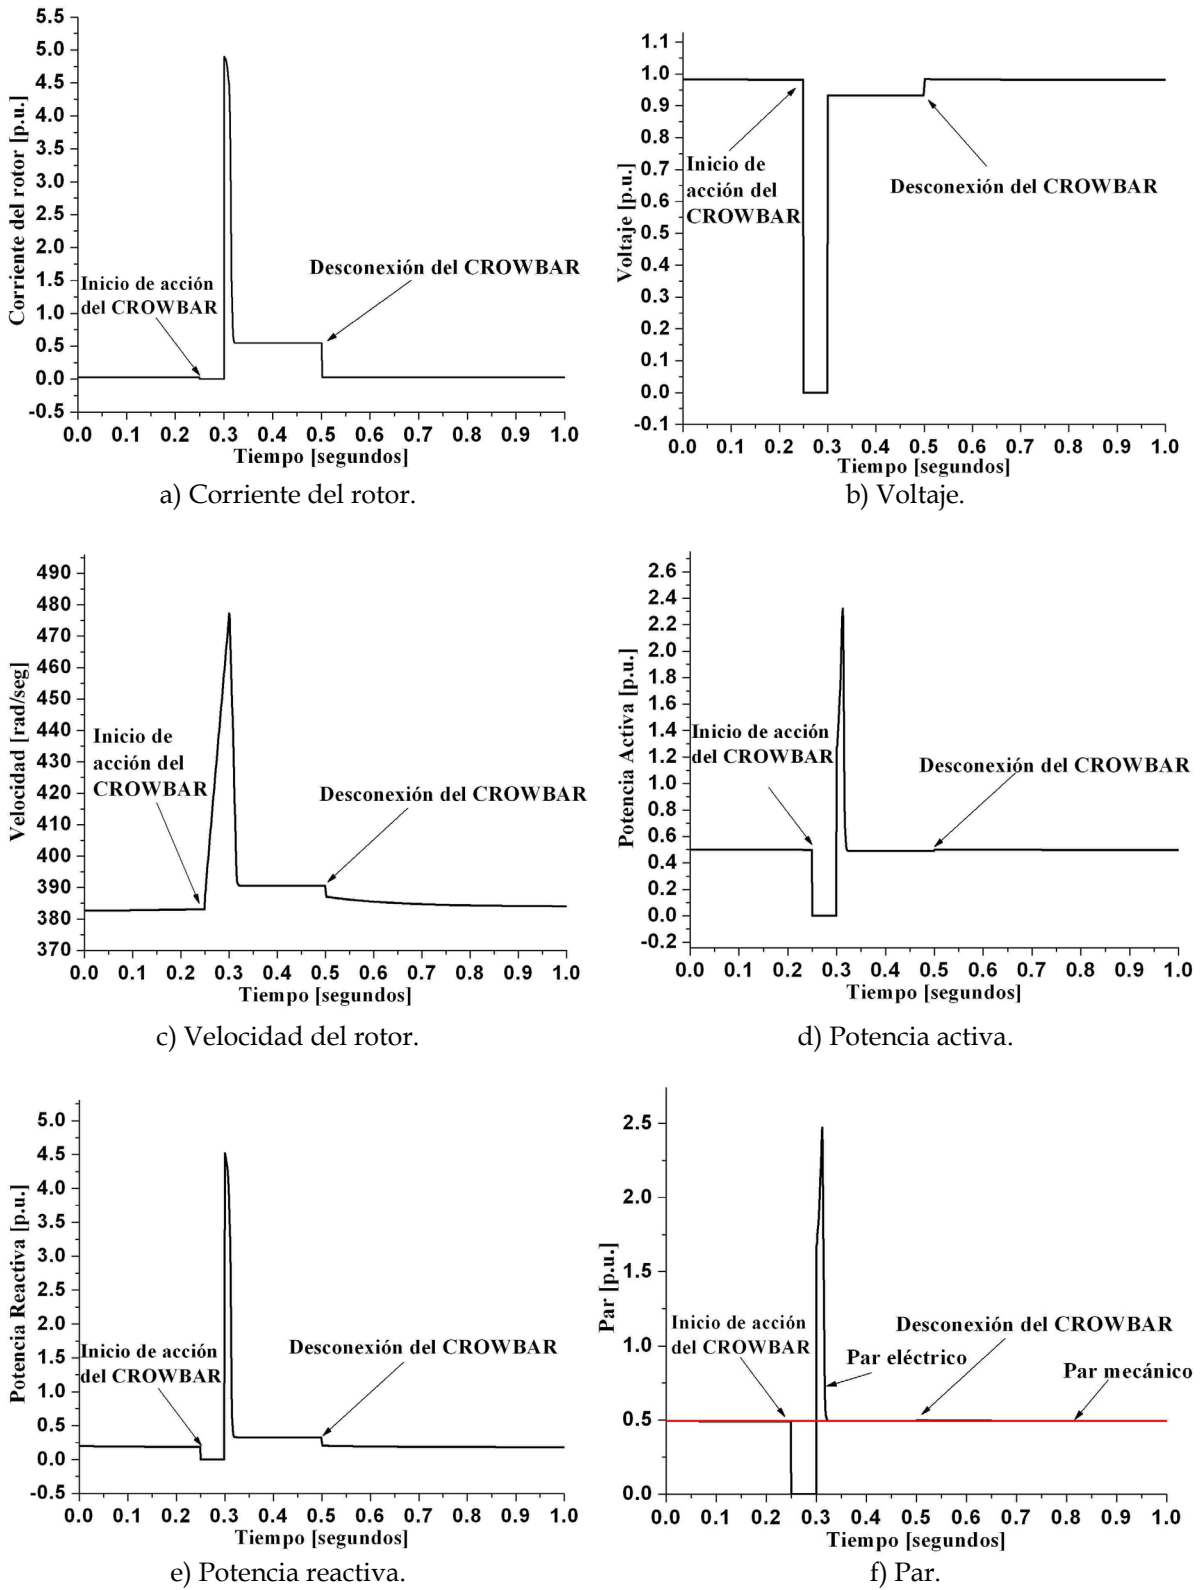 Corriente del rotor [p.u.]
5.5
5.0
4.5
4.0
3.5
3.0
2.5
2.0
1.5
1.0
0.5
0.0
-0.5
Inicio de acción
del CROWBAR
Desconexión del CROWBAR
0.0 0.1 0.2 0.3 0.4 0.5 0.6 0.7 0.8 0.9 1.0
Tiempo [segundos]
a) Corriente del rotor.
Voltaje [p.u.]
1.1
1.0
0.9
0.8
0.7
0.6
0.5
0.4
0.3
0.2
0.1
0.0
-0.1
Inicio de
acción del
CROWBAR
Desconexión del CROWBAR
0.0 0.1 0.2 0.3 0.4 0.5 0.6 0.7 0.8 0.9 1.0
Tiempo [segundos]
b) Voltaje.
Velocidad [rad/seg]
490
480
470
460
450
440
430
420
410
400
390
380
370
Inicio de
acción del
CROWBAR
Desconexión del CROWBAR
0.0 0.1 0.2 0.3 0.4 0.5 0.6 0.7 0.8 0.9 1.0
Tiempo [segundos]
c) Velocidad del rotor.
Potencia Activa [p.u.]
2.6
2.4
2.2
2.0
1.8
1.6
1.4
1.2
1.0
0.8
0.6
0.4
0.2
0.0
-0.2
Inicio de acción
del CROWBAR
Desconexión del CROWBAR
0.0 0.1 0.2 0.3 0.4 0.5 0.6 0.7 0.8 0.9 1.0
Tiempo [segundos]
d) Potencia activa.
Potencia Reactiva [p.u.]
5.0
4.5
4.0
3.5
3.0
2.5
2.0
1.5
1.0
0.5
0.0
-0.5
Inicio de acción
del CROWBAR
Desconexión del CROWBAR
0.0 0.1 0.2 0.3 0.4 0.5 0.6 0.7 0.8 0.9 1.0
Tiempo [segundos]
e) Potencia reactiva.
Par [p.u.]
2.5
2.0
1.5
1.0
0.5
0.0
Inicio de acción
del CROWBAR
Desconexión del CROWBAR
Par eléctrico
Par mecánico
0.0 0.1 0.2 0.3 0.4 0.5 0.6 0.7 0.8 0.9 1.0
Tiempo [segundos]
f) Par.